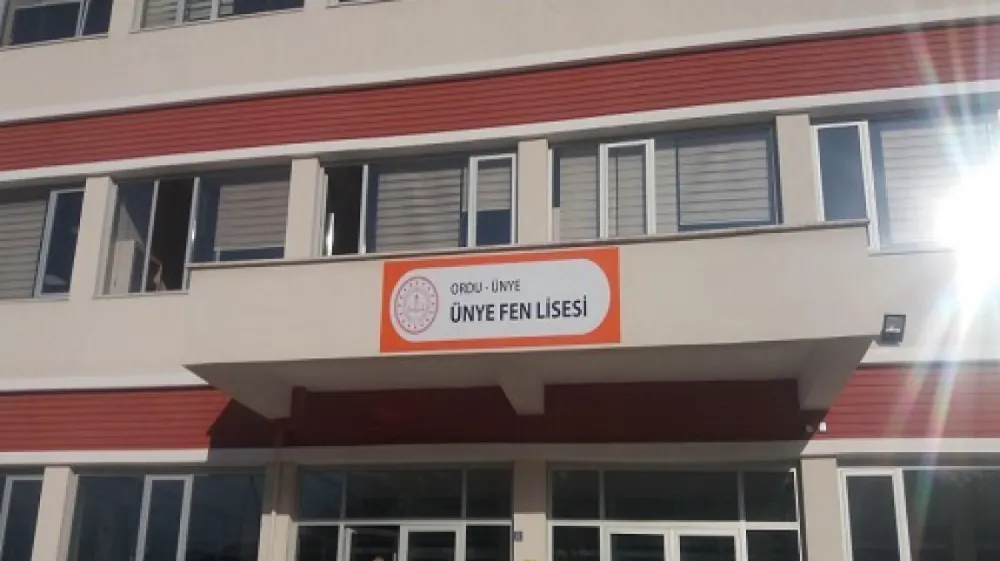 ORDU - ÜNYE
ÜNYE FEN LİSESİ